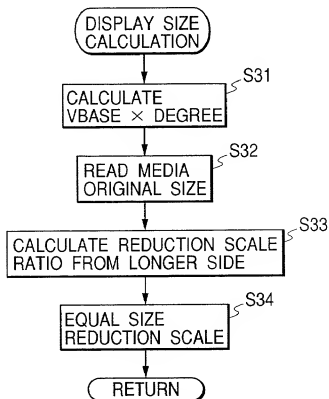 DISPLAY SIZE
CALCULATION
S31
CALCULATE
VBASE × DEGREE
S32
READ MEDIA
ORIGINAL SIZE
S33
CALCULATE REDUCTION SCALE
RATIO FROM LONGER SIDE
S34
EQUAL SIZE
REDUCTION SCALE
RETURN